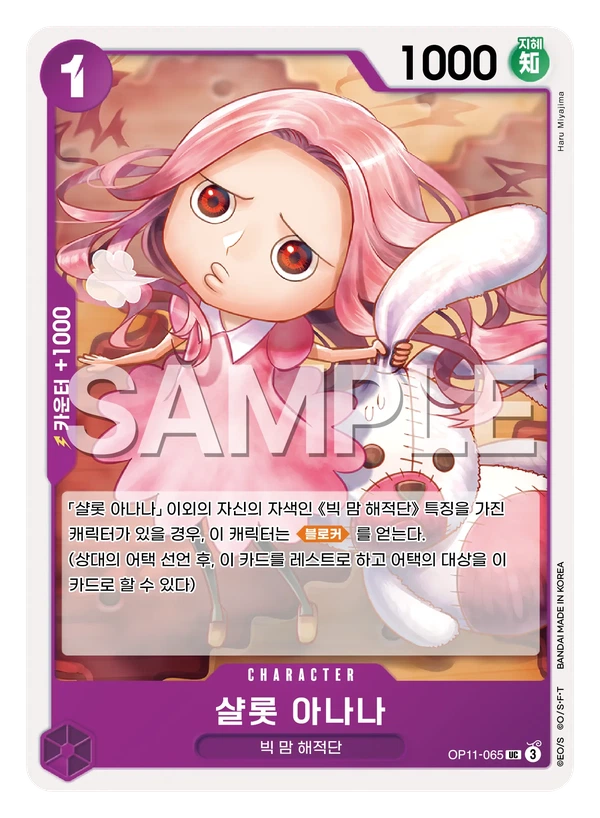 1
1000
지혜
知
Haru Miyajima
카운터 +1000
SAMPLE
「샬롯 아나나」 이외의 자신의 자색인 《빅 맘 해적단》 특징을 가진
캐릭터가 있을 경우, 이 캐릭터는 블로커 를 얻는다.
(상대의 어택 선언 후, 이 카드를 레스트로 하고 어택의 대상을 이
카드로 할 수 있다)
CHARACTER
샬롯 아나나
빅 맘 해적단
OP11-065 UC 3
©EO/S ©O/S·F·T BANDAI MADE IN KOREA